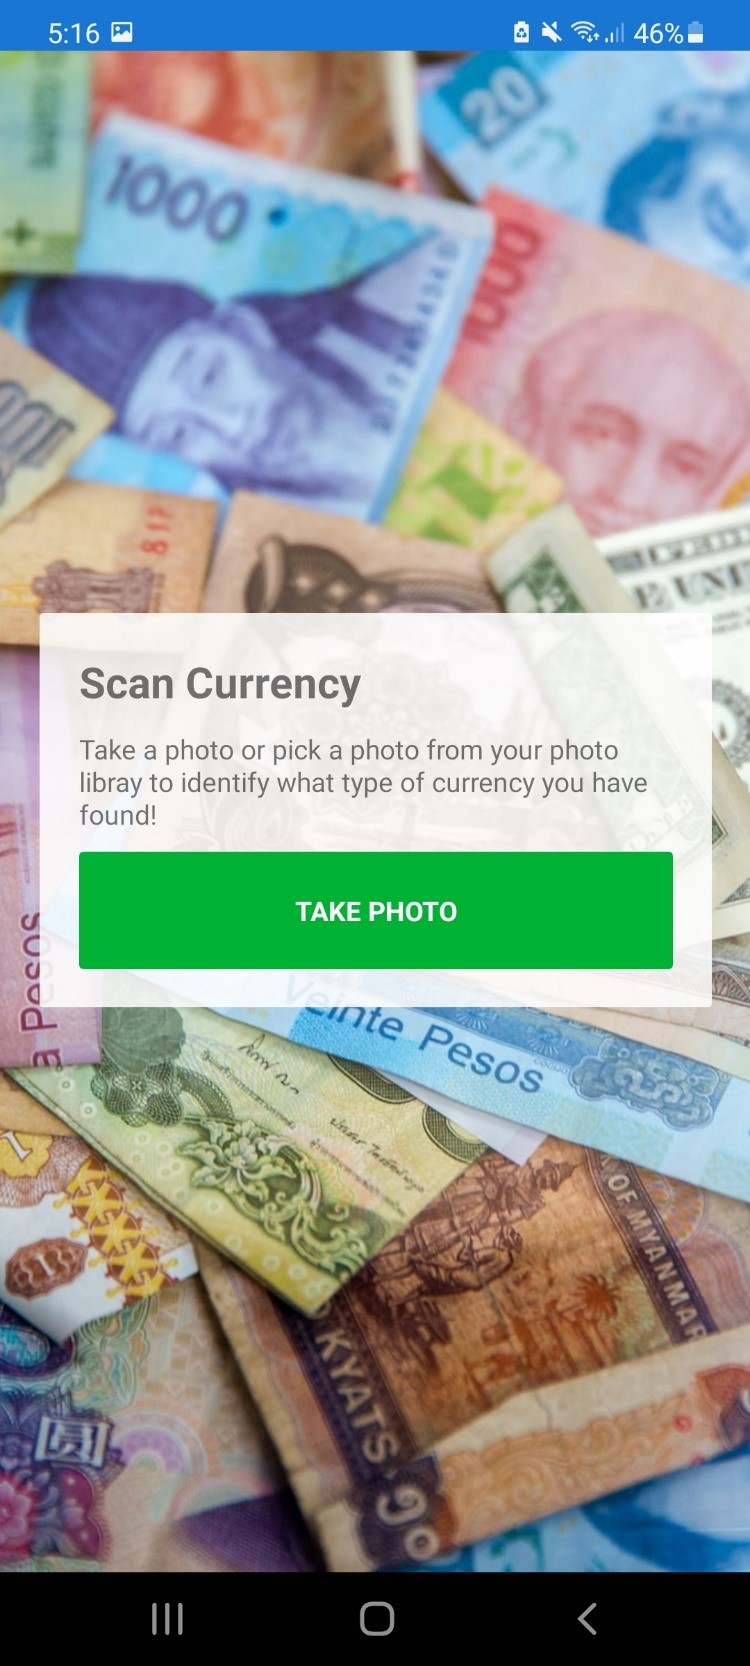 5:16
46%
20
1000
1000
E UNI
Scan Currency
Take a photo or pick a photo from your photo
libray to identify what type of currency you have
found!
TAKE PHOTO
Pesos
Veinte Pesos
OF MYANMAR
KYATS
圓